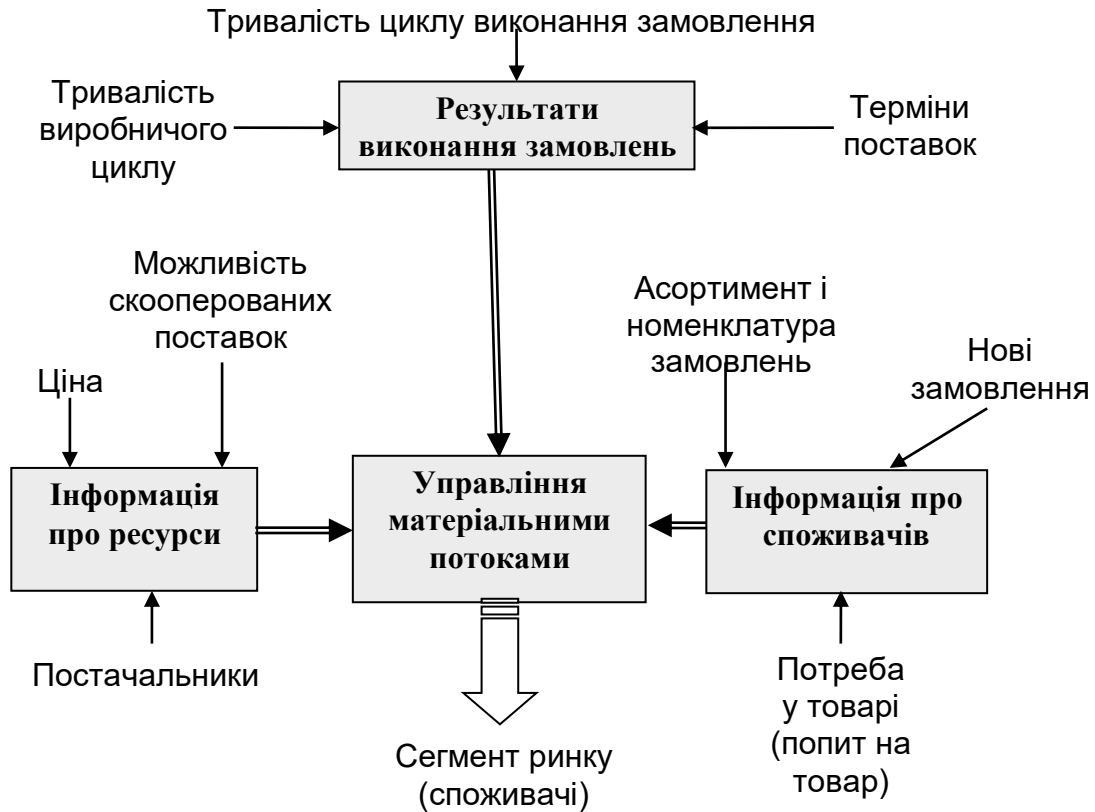 Тривалість циклу виконання замовлення
Тривалість
виробничого
циклу
Результати
виконання замовлень
Терміни
поставок
Можливість
скооперованих
поставок
Ціна
Асортимент і
номенклатура
замовлень
Нові
замовлення
Інформація
про ресурси
Управління
матеріальними
потоками
Інформація про
споживачів
Постачальники
Сегмент ринку
(споживачі)
Потреба
у товарі
(попит на
товар)